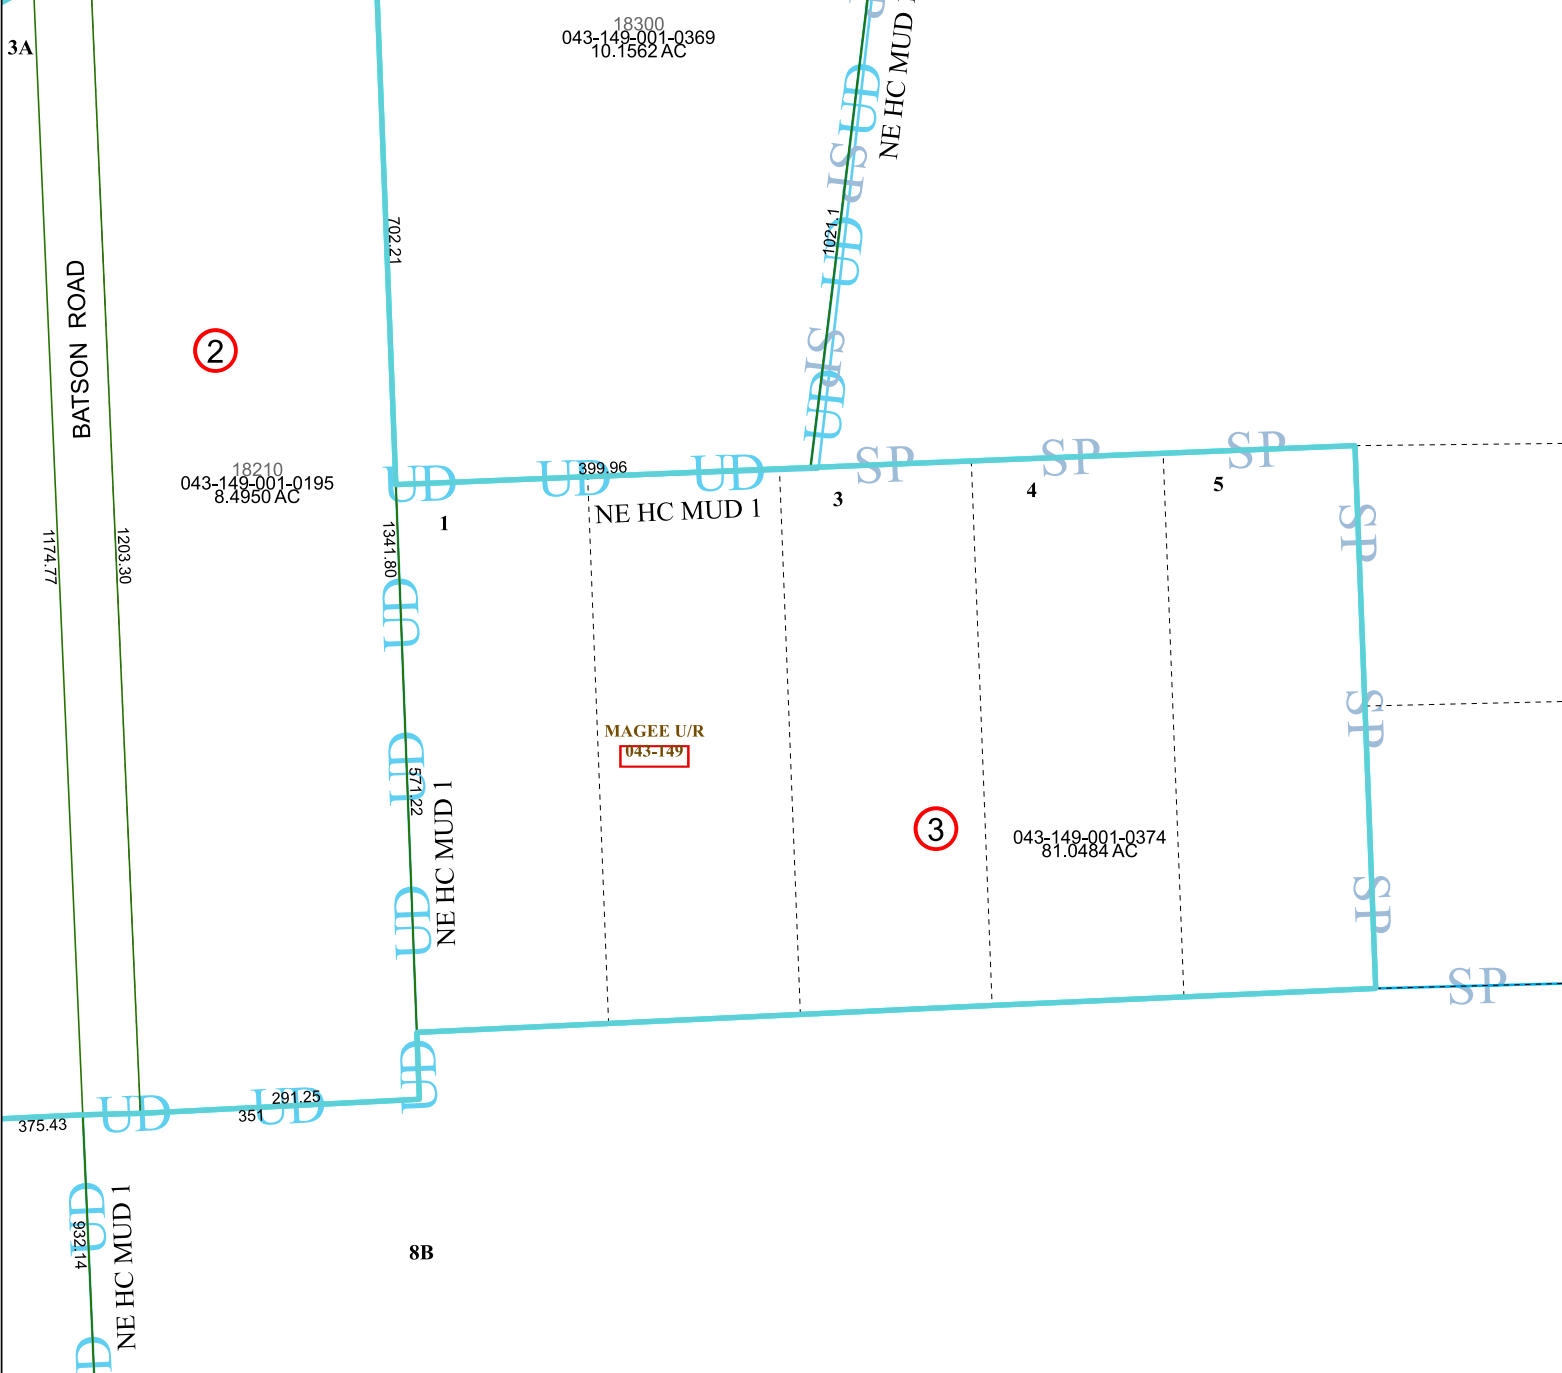 18300
043-149-001-0369
10.1562 AC
3A
UD
NE HC MUD
SP
1021.1
UD
702.21
BATSON ROAD
2
SP
UD
18210
043-149-001-0195
8.4950 AC
UD
UD
399.96
UD
SP
SP
SP
1
NE HC MUD 1
3
4
5
SP
1341.80
1174.77
1203.30
UD
MAGEE U/R
043-149
SP
UD
571.22
NE HC MUD 1
3
043-149-001-0374
81.0484 AC
UD
SP
SP
UD
UD
291.25
UD
351
375.43
UD
932.14
NE HC MUD 1
8B